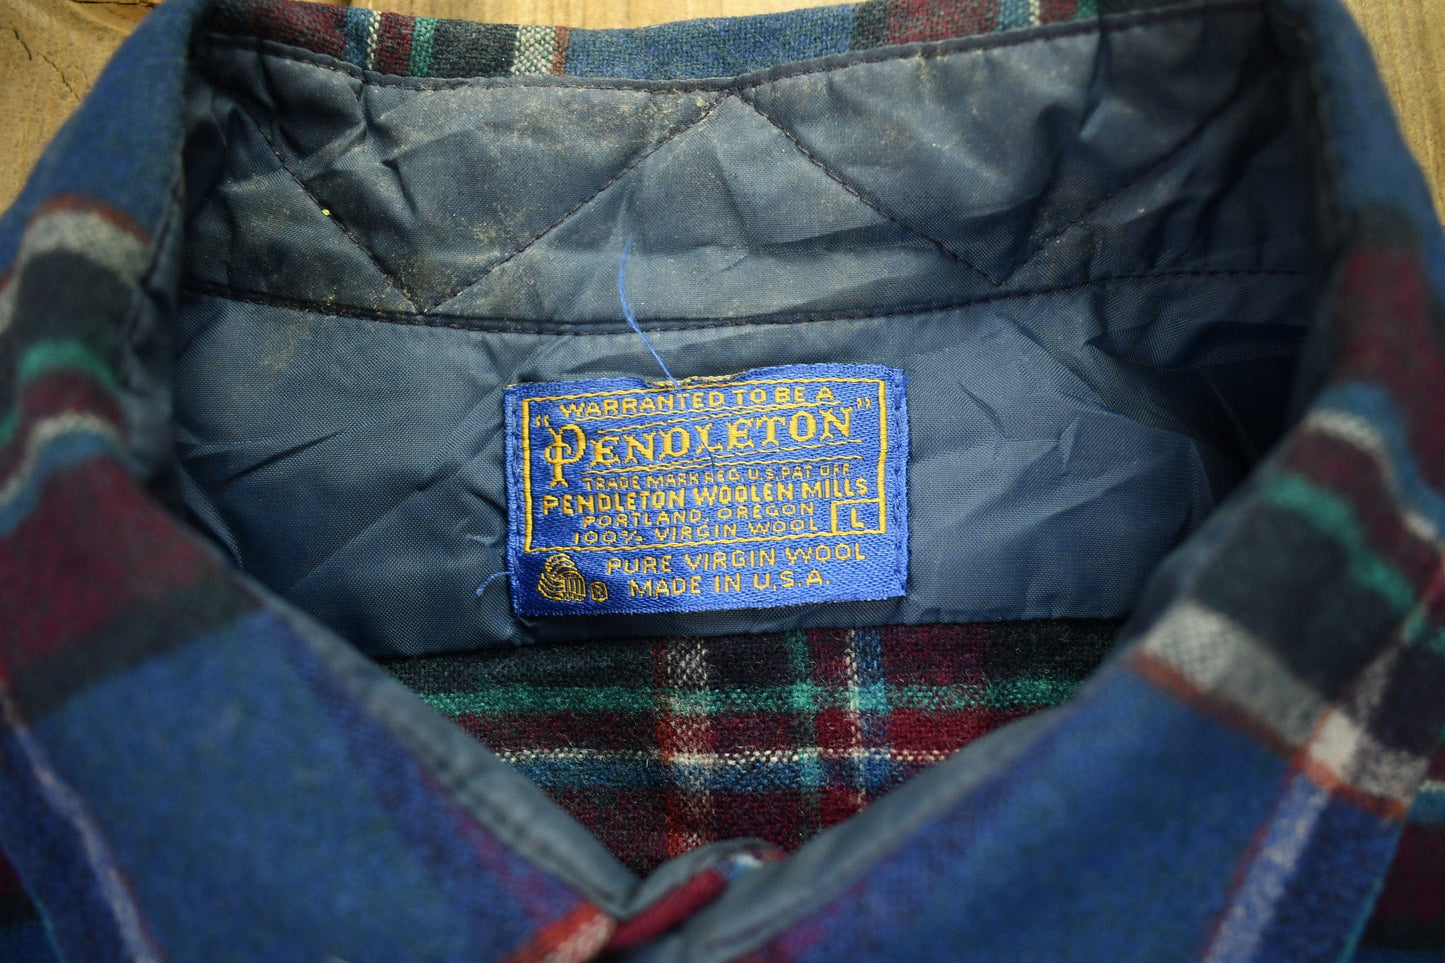 WARRANTED TO BE A
"PENDLETON"
TRADE MARK REG. U.S. PAT OFF
PENDLETON WOOLEN MILLS
PORTLAND, OREGON
100% VIRGIN WOOL
L
PURE VIRGIN WOOL
® MADE IN U.S.A.